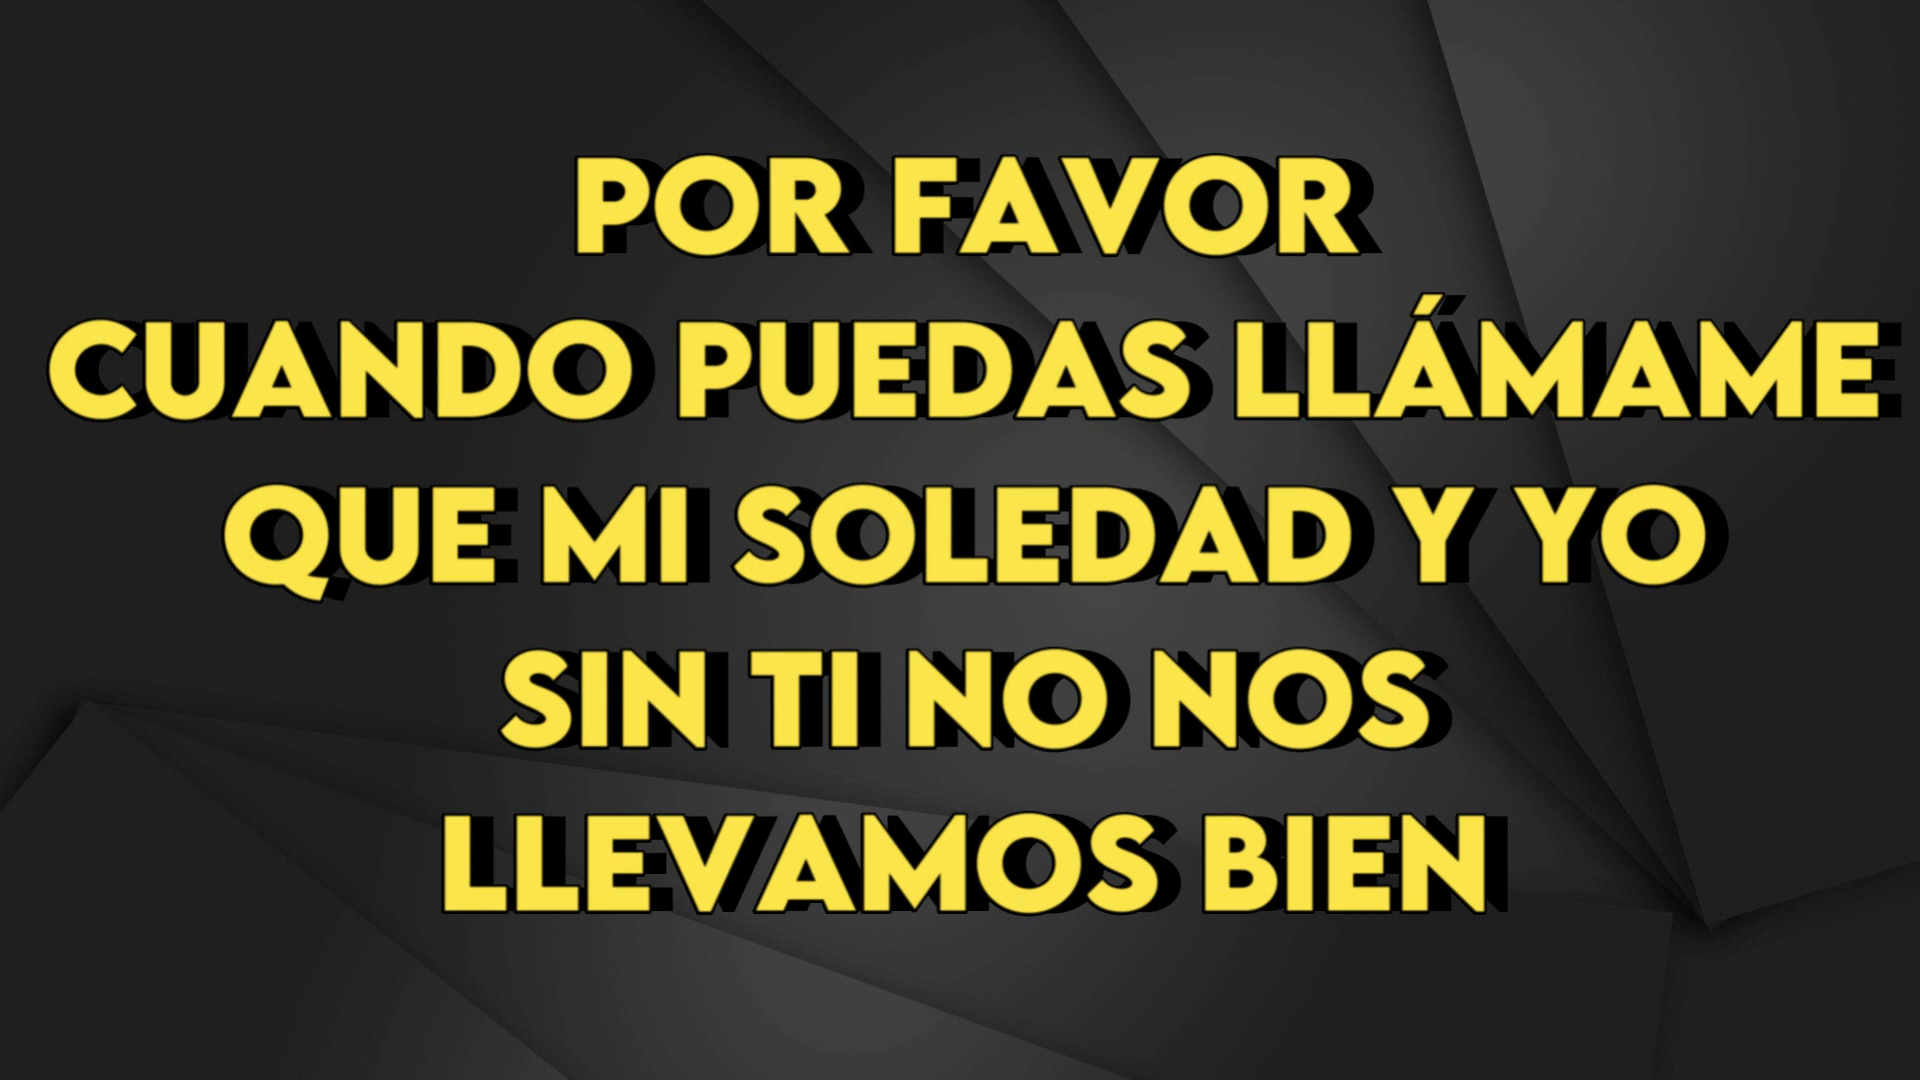 POR FAVOR
CUANDO PUEDAS LLÁMAME
QUE MI SOLEDAD Y YO
SIN TI NO NOS
LLEVAMOS BIEN